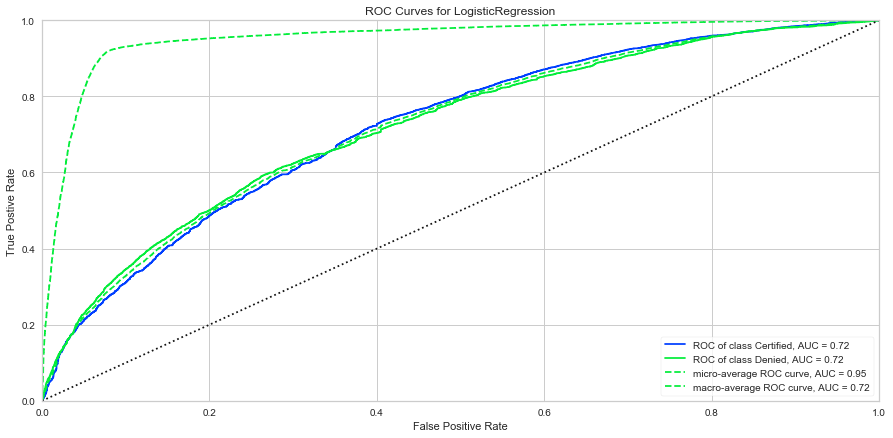 ROC Curves for LogisticRegression
1.0
0.8
0.6
0.4
0.2
0.0
True Postive Rate
ROC of class Certified, AUC = 0.72
ROC of class Denied, AUC = 0.72
micro-average ROC curve, AUC = 0.95
macro-average ROC curve, AUC = 0.72
0.0 0.2 0.4 0.6 0.8 1.0
False Positive Rate